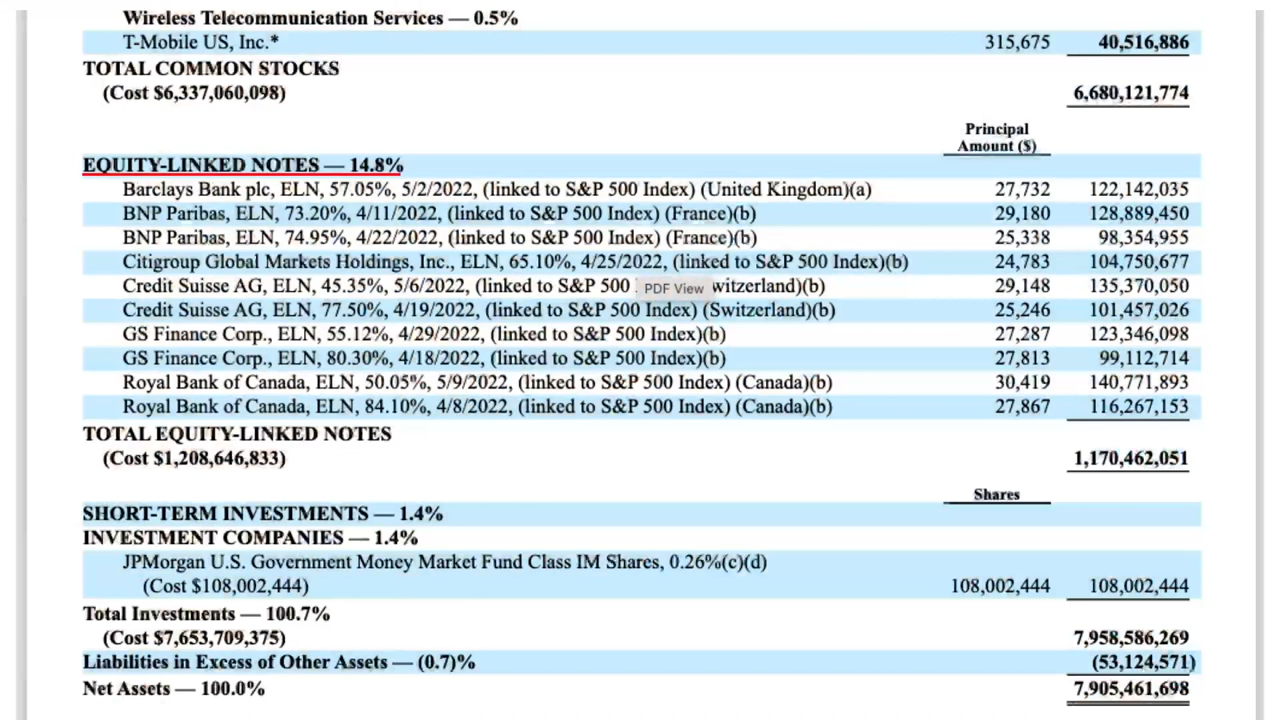 Wireless Telecommunication Services — 0.5%
T-Mobile US, Inc.* 315,675 40,516,886
TOTAL COMMON STOCKS
(Cost $6,337,060,098) 6,680,121,774
Principal
Amount ($)
EQUITY-LINKED NOTES — 14.8%
Barclays Bank plc, ELN, 57.05%, 5/2/2022, (linked to S&P 500 Index) (United Kingdom)(a) 27,732 122,142,035
BNP Paribas, ELN, 73.20%, 4/11/2022, (linked to S&P 500 Index) (France)(b) 29,180 128,889,450
BNP Paribas, ELN, 74.95%, 4/22/2022, (linked to S&P 500 Index) (France)(b) 25,338 98,354,955
Citigroup Global Markets Holdings, Inc., ELN, 65.10%, 4/25/2022, (linked to S&P 500 Index)(b) 24,783 104,750,677
Credit Suisse AG, ELN, 45.35%, 5/6/2022, (linked to S&P 500 PDF View witzerland)(b) 29,148 135,370,050
Credit Suisse AG, ELN, 77.50%, 4/19/2022, (linked to S&P 500 Index) (Switzerland)(b) 25,246 101,457,026
GS Finance Corp., ELN, 55.12%, 4/29/2022, (linked to S&P 500 Index)(b) 27,287 123,346,098
GS Finance Corp., ELN, 80.30%, 4/18/2022, (linked to S&P 500 Index)(b) 27,813 99,112,714
Royal Bank of Canada, ELN, 50.05%, 5/9/2022, (linked to S&P 500 Index) (Canada)(b) 30,419 140,771,893
Royal Bank of Canada, ELN, 84.10%, 4/8/2022, (linked to S&P 500 Index) (Canada)(b) 27,867 116,267,153
TOTAL EQUITY-LINKED NOTES
(Cost $1,208,646,833) 1,170,462,051
Shares
SHORT-TERM INVESTMENTS — 1.4%
INVESTMENT COMPANIES — 1.4%
JPMorgan U.S. Government Money Market Fund Class IM Shares, 0.26%(c)(d)
(Cost $108,002,444) 108,002,444 108,002,444
Total Investments — 100.7%
(Cost $7,653,709,375) 7,958,586,269
Liabilities in Excess of Other Assets — (0.7)% (53,124,571)
Net Assets — 100.0% 7,905,461,698